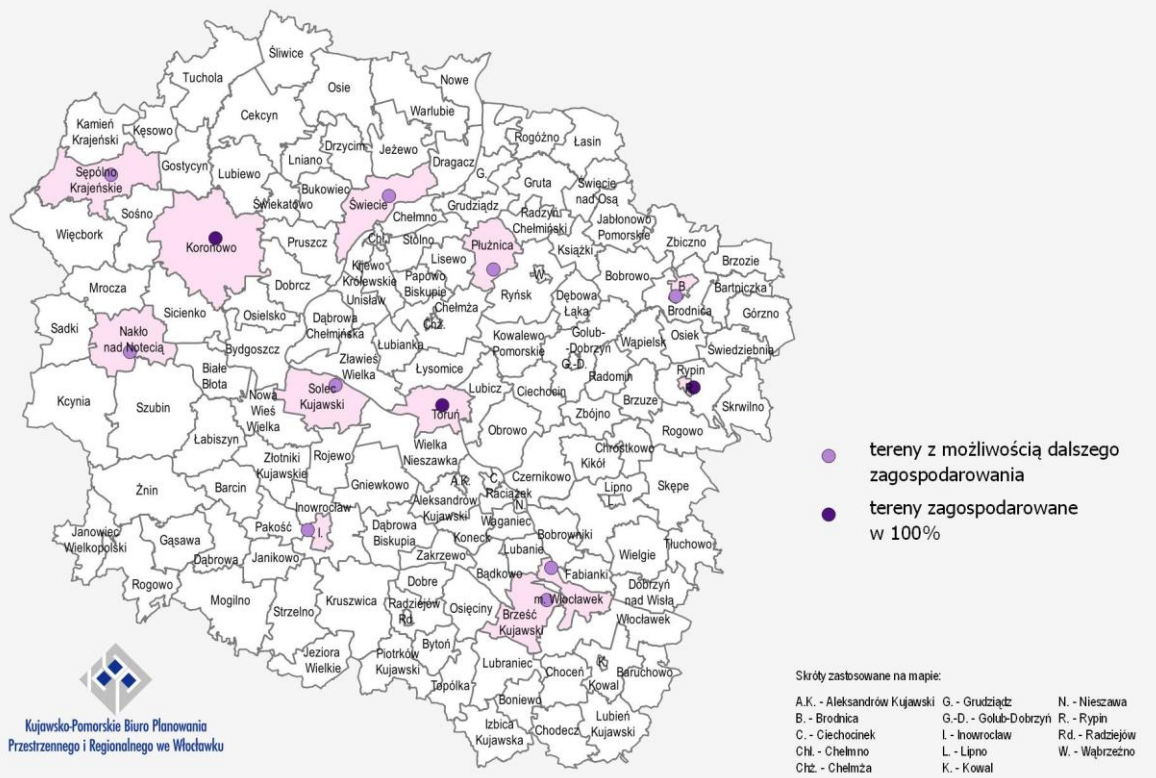 Śliwice
Tuchola
Osie
Nowe
Cekcyn
Warlubie
Kamień
Krajeński
Kęsowo
Rogóźno
Łasin
Drzycim
Jeżewo
Lniano
Dragacz
Gostycyn
Sępólno
Krajeńskie
Lubiewo
G.
Gruta
Bukowiec
Świecie
nad Osą
Świekatowo
Świecie
Grudziądz
Sośno
Chełmno
Radzyń
Chełmiński
Jabłonowo
Pomorskie
Więcbork
Koronowo
Pruszcz
Chł.
Stolno
Płużnica
Książki
Zbiczno
Kijewo
Królewskie
Lisewo
Brzozie
Papowo
Biskupie
W.
Bobrowo
B.
Bartniczka
Mrocza
Dobrcz
Unisław
Ryńsk
Dębowa
Łąka
Brodnica
Górzno
Sicienko
Osielsko
Dąbrowa
Chełmińska
Chełmża
Chż.
Sadki
Nakło
nad Notecią
Łubianka
Kowalewo
Pomorskie
Golub-
-Dobrzyń
Wąpielsk
Osiek
Świedziebnia
Bydgoszcz
Zławieś
Wielka
G.-D.
Białe
Błota
Łysomice
Rypin
Radomin
Kcynia
Szubin
Nowa
Wieś
Wielka
Solec
Kujawski
Lubicz
Ciechocin
Brzuze
Skrwilno
Toruń
Zbójno
Rogowo
Łabiszyn
Obrowo
Wielka
Nieszawka
Chrostkowo
Złotniki
Kujawskie
Rojewo
Kikół
Żnin
Barcin
Gniewkowo
A.K.
C.
Czernikowo
Lipno
L.
Skępe
Raciążek
Aleksandrów
Kujawski
N.
Inowrocław
Pakość
I.
Dąbrowa
Biskupia
Waganiec
Janowiec
Wielkopolski
Gąsawa
Koneck
Bobrowniki
Tłuchowo
Dąbrowa
Janikowo
Zakrzewo
Lubanie
Wielgie
Rogowo
Bądkowo
Fabianki
Mogilno
Strzelno
Kruszwica
Dobre
Dobrzyń
nad Wisłą
Radziejów
Rd.
Osięciny
m. Włocławek
Brześć
Kujawski
Włocławek
Jeziora
Wielkie
Piotrków
Kujawski
Bytoń
Lubraniec
Choceń
K.
Kowal
Baruchowo
Topólka
Boniewo
Izbica
Kujawska
Chodecz
Lubień
Kujawski
tereny z możliwością dalszego
zagospodarowania
tereny zagospodarowane
w 100%
Kujawsko-Pomorskie Biuro Planowania
Przestrzennego i Regionalnego we Włocławku
Skróty zastosowane na mapie:
A.K. - Aleksandrów Kujawski G. - Grudziądz N. - Nieszawa
B. - Brodnica G.-D. - Golub-Dobrzyń R. - Rypin
C. - Ciechocinek I. - Inowrocław Rd. - Radziejów
Chł. - Chełmno L. - Lipno W. - Wąbrzeźno
Chż. - Chełmża K. - Kowal